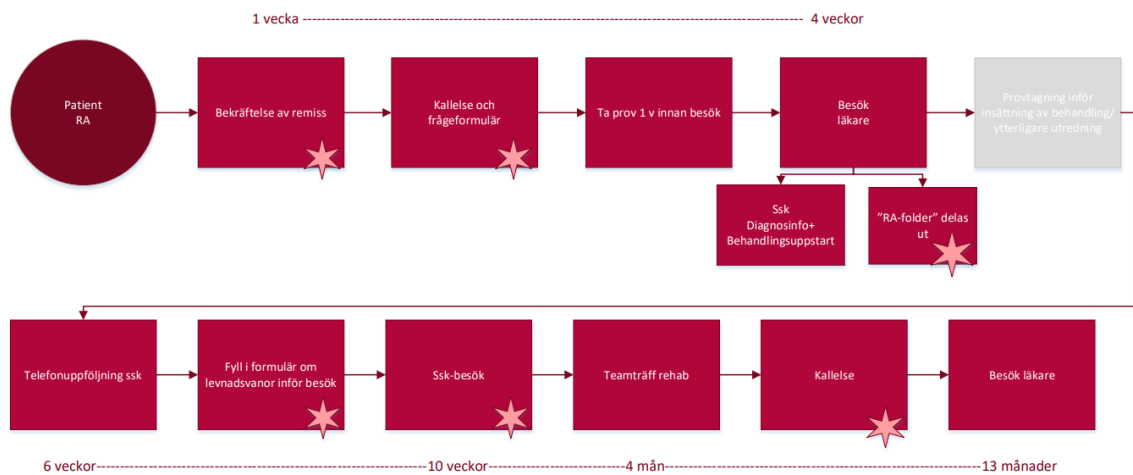 1 vecka
4 veckor
Patient
RA
Bekräftelse av remiss
Kallelse och
frågeformulär
Ta prov 1 v innan besök
Besök
läkare
Provtagning inför
insättning av behandling/
ytterligare utredning
Ssk
Diagnosinfo+
Behandlingsuppstart
”RA-folder” delas
ut
Telefonuppföljning ssk
Fyll i formulär om
levnadsvanor inför besök
Ssk-besök
Teamträff rehab
Kallelse
Besök läkare
6 veckor
10 veckor
4 mån
13 månader